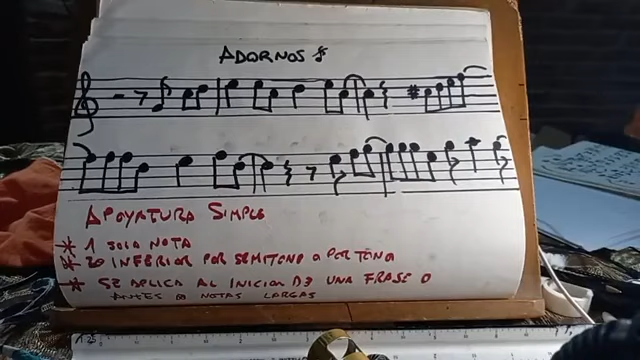 ADORNOS
APOYATURA SIMPLE
* 1 SOLA NOTA
* INFERIOR POR SEMITONO O POR TONO
* SE APLICA AL INICIO DE UNA FRASE O
ANTES DE NOTAS LARGAS